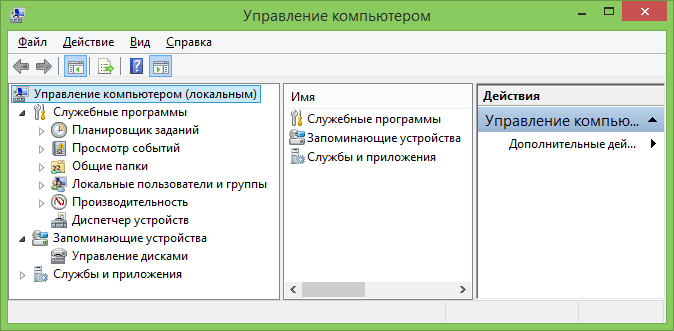 Управление компьютером
Файл Действие Вид Справка
Управление компьютером (локальным)
Служебные программы
Планировщик заданий
Просмотр событий
Общие папки
Локальные пользователи и группы
Производительность
Диспетчер устройств
Запоминающие устройства
Управление дисками
Службы и приложения
Имя
Служебные программы
Запоминающие устройства
Службы и приложения
Действия
Управление компью...
Дополнительные дей...